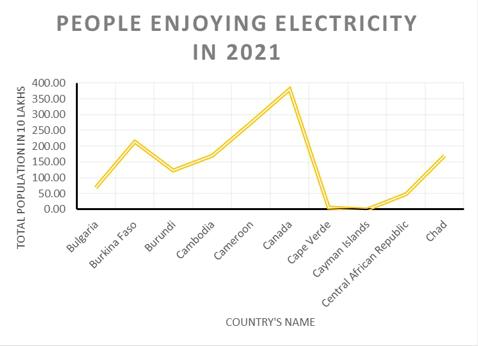 PEOPLE ENJOYING ELECTRICITY
IN 2021
TOTAL POPULATION IN 10 LAKHS
400.00
350.00
300.00
250.00
200.00
150.00
100.00
50.00
0.00
Bulgaria
Burkina Faso
Burundi
Cambodia
Cameroon
Canada
Cape Verde
Cayman Islands
Central African Republic
Chad
COUNTRY'S NAME